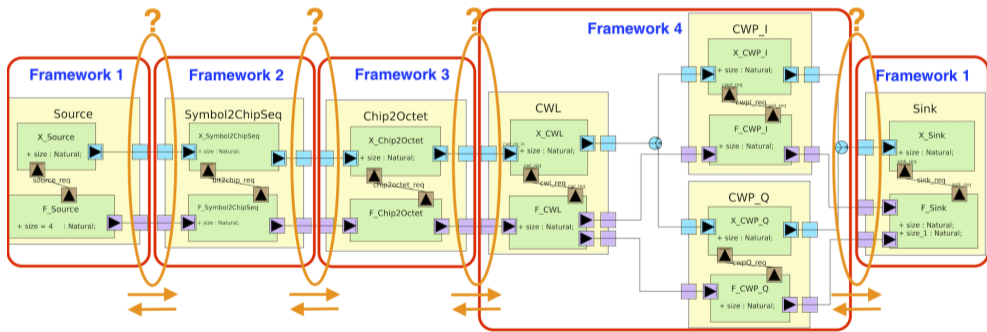 ? ? ? ?
Framework 1
Source
X_Source
+ size : Natural;
source_req
F_Source
+ size = 4 : Natural;
Framework 2
Symbol2ChipSeq
X_Symbol2ChipSeq
+ size : Natural;
bit2chip_req
F_Symbol2ChipSeq
+ size : Natural;
Framework 3
Chip2Octet
X_Chip2Octet
+ size : Natural;
chip2octet_req
F_Chip2Octet
+ size : Natural;
Framework 4
CWL
X_CWL
+ size : Natural;
cwl_req
F_CWL
+ size : Natural;
CWP_I
X_CWP_I
+ size : Natural;
cwpI_req
F_CWP_I
+ size : Natural;
CWP_Q
X_CWP_Q
+ size : Natural;
cwpQ_req
F_CWP_Q
+ size : Natural;
Framework 1
Sink
X_Sink
+ size : Natural;
sink_req
F_Sink
+ size : Natural;
+ size_1 : Natural;